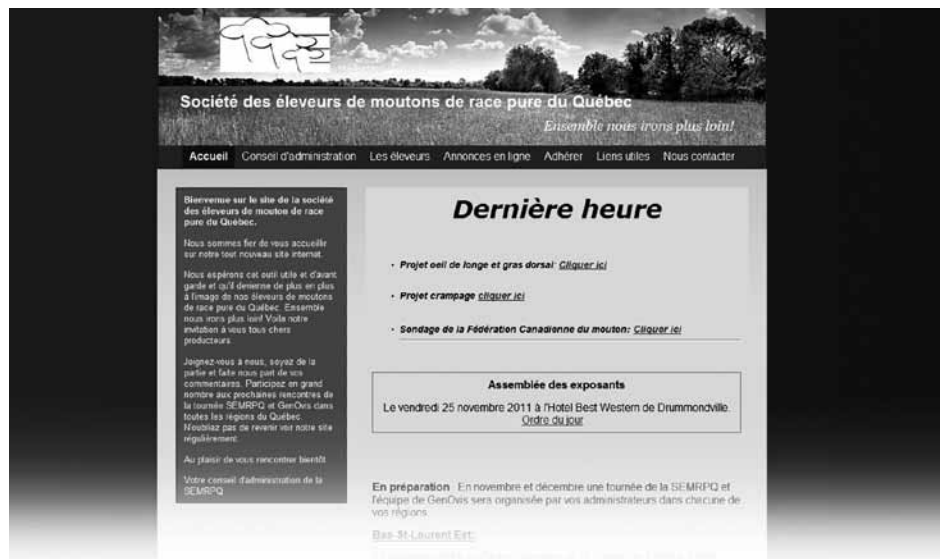 Société des éleveurs de moutons de race pure du Québec
Ensemble nous irons plus loin!
Accueil Conseil d'administration Les éleveurs Annonces en ligne Adhérer Liens utiles Nous contacter
Bienvenue sur le site de la société
des éleveurs de mouton de race
pure du Québec.
Nous sommes fier de vous accueillir
sur notre tout nouveau site internet.
Nous espérons cet outil utile et d'avant
garde et qu'il devienne de plus en plus
à l'image de nos éleveurs de moutons
de race pure du Québec. Ensemble
nous irons plus loin! Voila notre
invitation à vous tous chers
producteurs.
Joignez-vous à nous, soyez de la
partie et faite nous part de vos
commentaires. Participez en grand
nombre aux prochaines rencontres de
la tournée SEMRPQ et GenOvis dans
toutes les régions du Québec.
N'oubliez pas de revenir voir notre site
régulièrement.
Au plaisir de vous rencontrer bientôt
Votre conseil d'administration de la
SEMRPQ
Dernière heure
• Projet oeil de longe et gras dorsal: Cliquer ici
• Projet crampage cliquer ici
• Sondage de la Fédération Canadienne du mouton: Cliquer ici
Assemblée des exposants
Le vendredi 25 novembre 2011 à l'Hotel Best Western de Drummondville.
Ordre du jour
En préparation : En novembre et décembre une tournée de la SEMRPQ et
l'équipe de GenOvis sera organisée par vos administrateurs dans chacune de
vos régions.
Bas-St-Laurent Est: